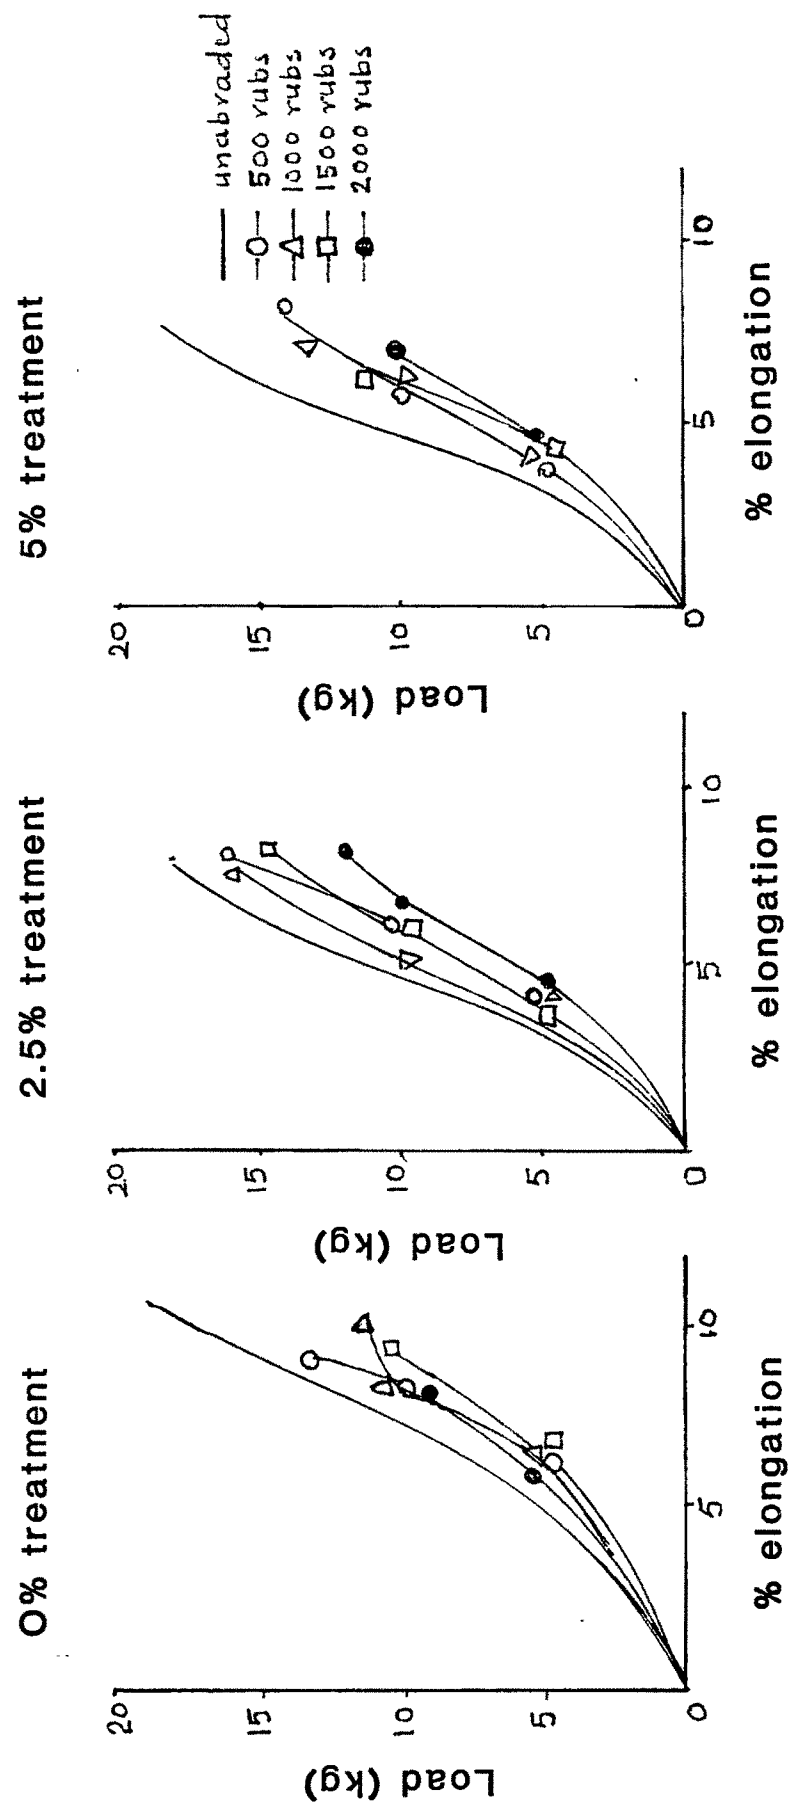 0% treatment
Load (kg)
20
15
10
5
0
5
10
% elongation
2.5% treatment
Load (kg)
20
15
10
5
0
5
10
% elongation
5% treatment
Load (kg)
20
15
10
5
0
5
10
% elongation
unabraded
500 rubs
1000 rubs
1500 rubs
2000 rubs